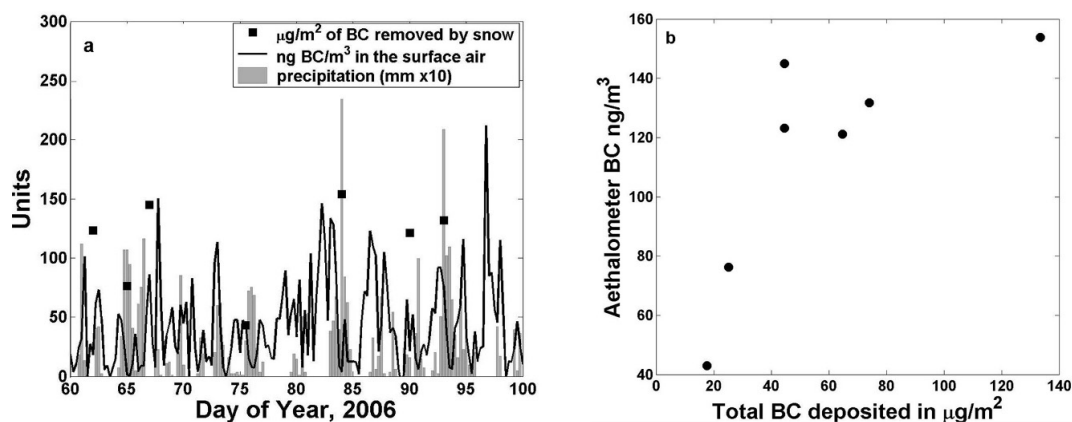 a
μg/m² of BC removed by snow
ng BC/m³ in the surface air
precipitation (mm x10)
300
250
200
150
100
50
0
Units
60 65 70 75 80 85 90 95 100
Day of Year, 2006
b
160
140
120
100
80
60
40
Aethalometer BC ng/m³
0 20 40 60 80 100 120 140
Total BC deposited in μg/m²